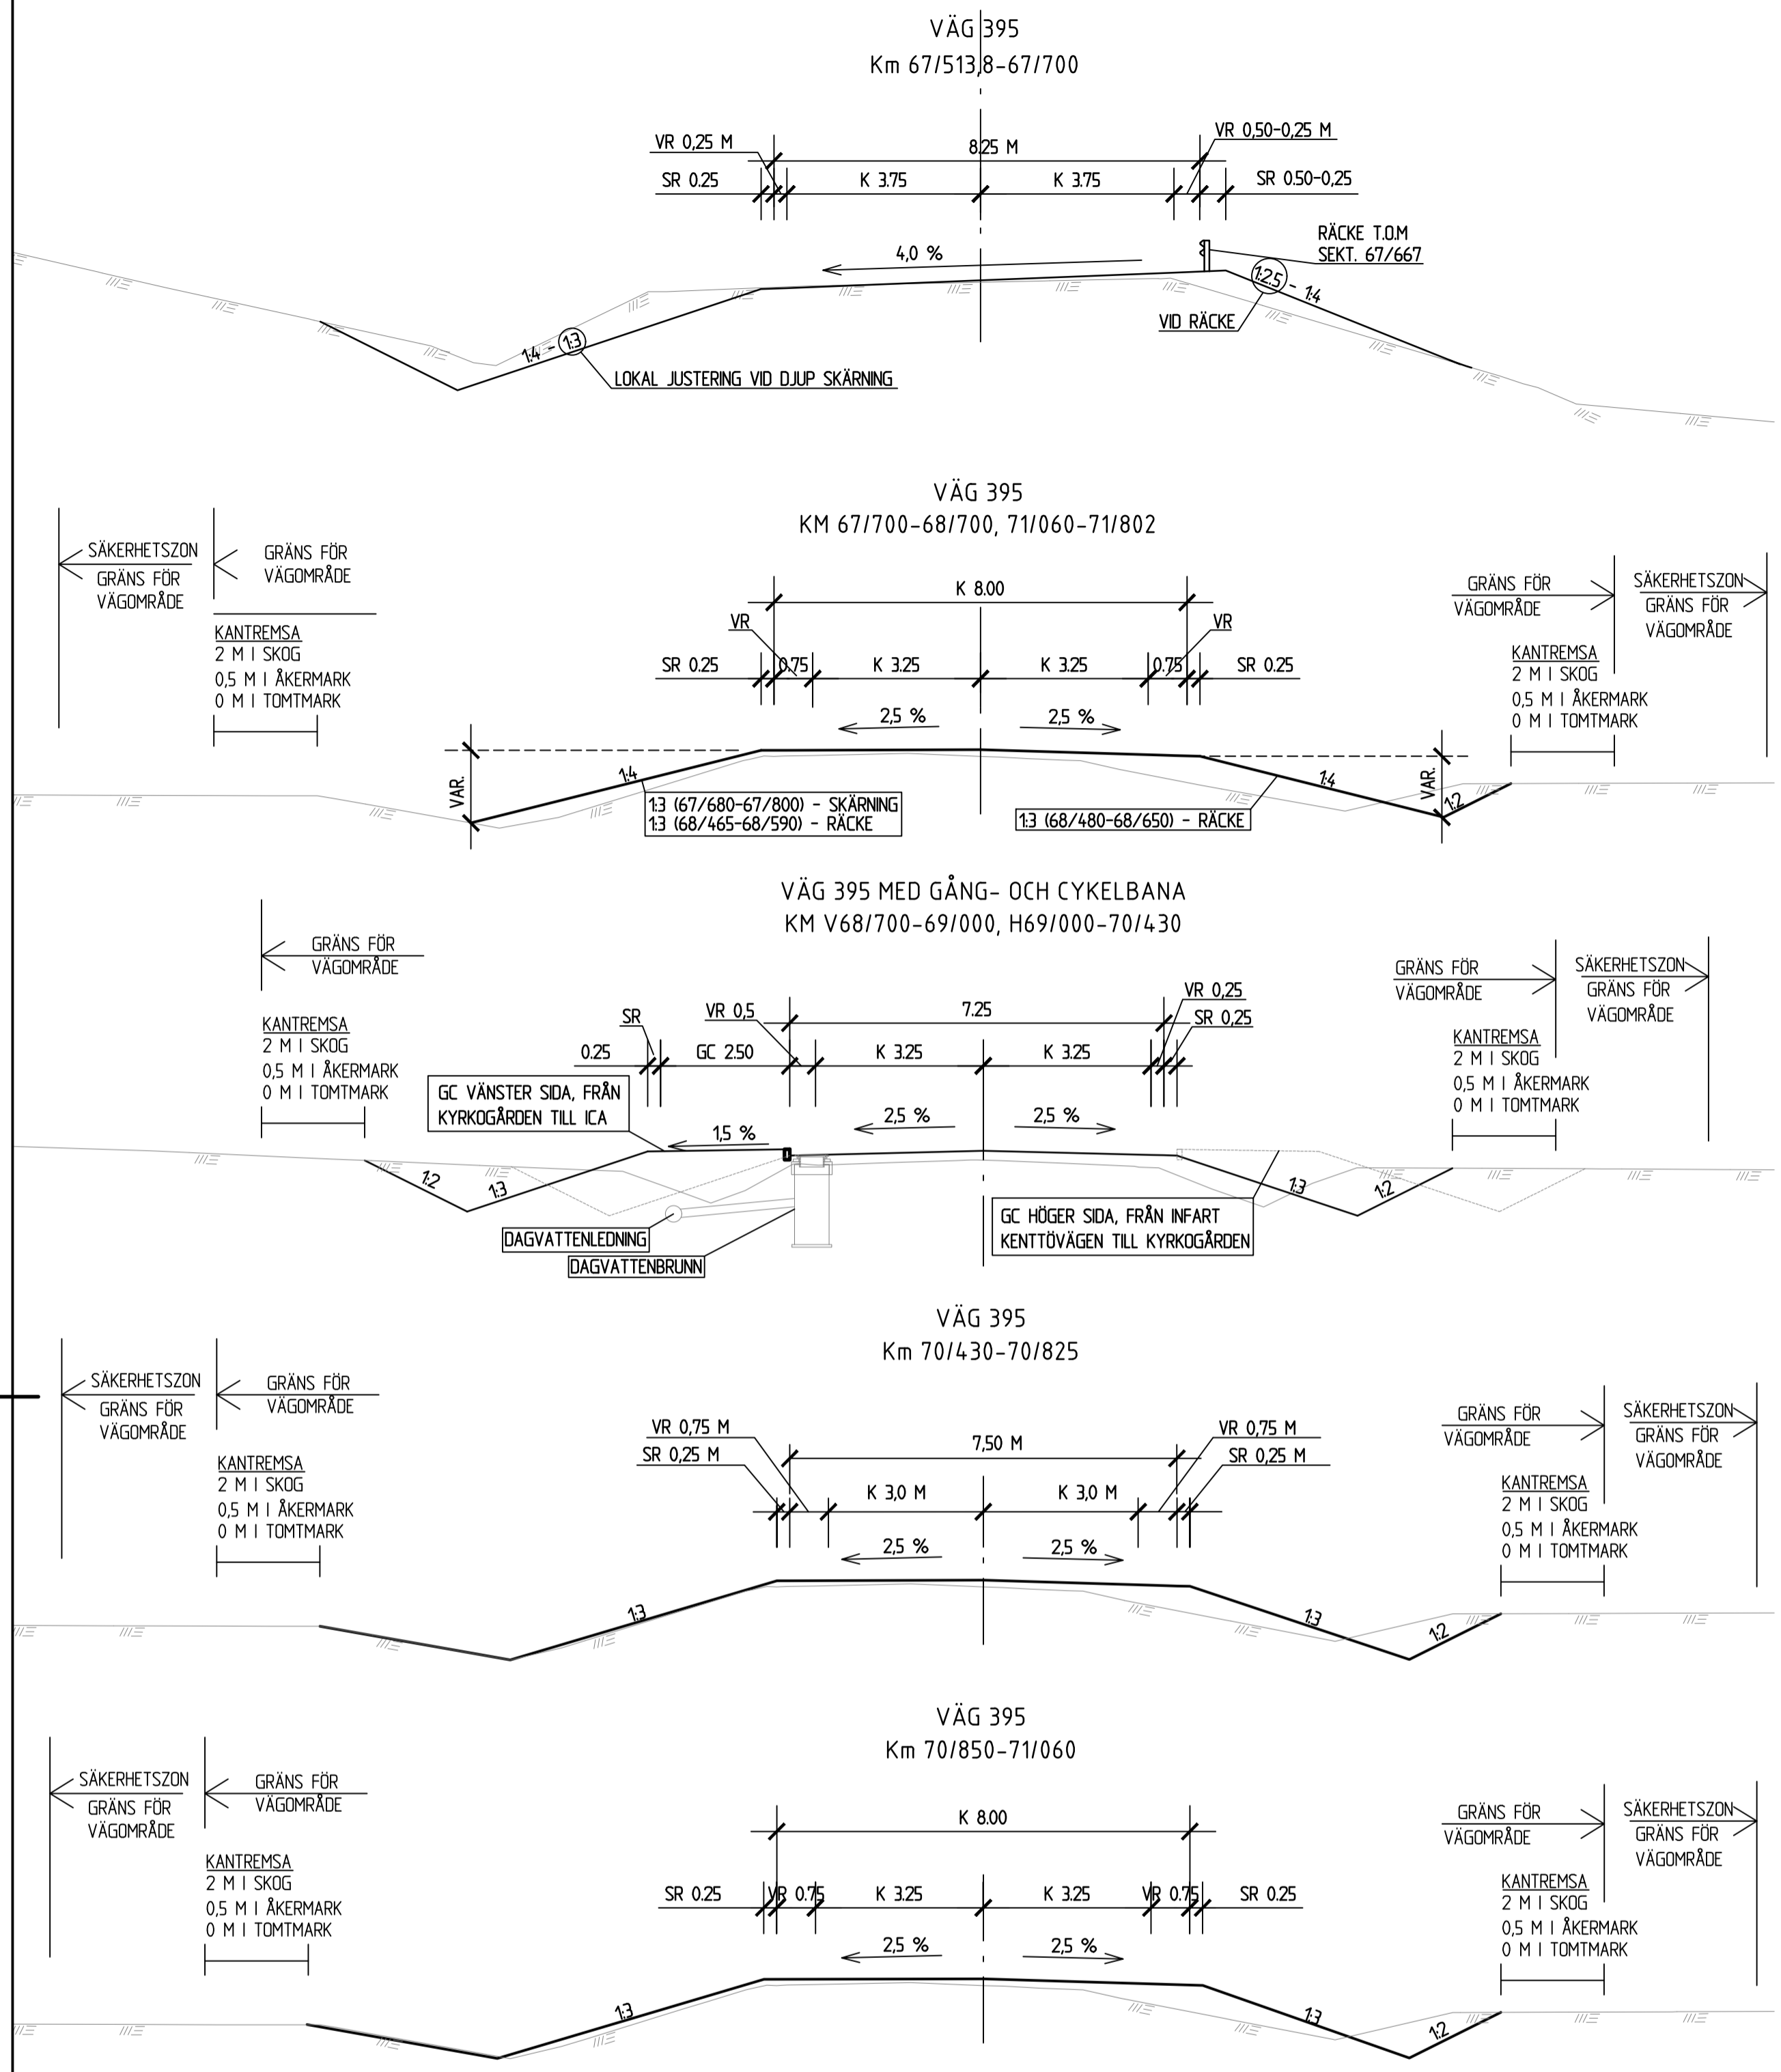 VÄG 395
Km 67/513,8-67/700
VR 0,25 M
8.25 M
VR 0,50-0,25 M
SR 0.25
K 3.75
K 3.75
SR 0.50-0,25
4,0 %
RÄCKE T.O.M
SEKT. 67/667
1:2.5 - 1:4
VID RÄCKE
1:4 - 1:3
LOKAL JUSTERING VID DJUP SKÄRNING
VÄG 395
KM 67/700-68/700, 71/060-71/802
SÄKERHETSZON
GRÄNS FÖR
VÄGOMRÅDE
GRÄNS FÖR
VÄGOMRÅDE
KANTREMSA
2 M I SKOG
0,5 M I ÅKERMARK
0 M I TOMTMARK
K 8.00
VR
VR
SR 0.25
0.75
K 3.25
K 3.25
0.75
SR 0.25
2,5 %
2,5 %
GRÄNS FÖR
VÄGOMRÅDE
SÄKERHETSZON
GRÄNS FÖR
VÄGOMRÅDE
KANTREMSA
2 M I SKOG
0,5 M I ÅKERMARK
0 M I TOMTMARK
VAR.
1:4
1:3 (67/680-67/800) - SKÄRNING
1:3 (68/465-68/590) - RÄCKE
1:3 (68/480-68/650) - RÄCKE
1:4
VAR.
1:2
VÄG 395 MED GÅNG- OCH CYKELBANA
KM V68/700-69/000, H69/000-70/430
GRÄNS FÖR
VÄGOMRÅDE
KANTREMSA
2 M I SKOG
0,5 M I ÅKERMARK
0 M I TOMTMARK
SR
VR 0,5
7.25
VR 0,25
SR 0,25
0.25
GC 2.50
K 3.25
K 3.25
GRÄNS FÖR
VÄGOMRÅDE
SÄKERHETSZON
GRÄNS FÖR
VÄGOMRÅDE
KANTREMSA
2 M I SKOG
0,5 M I ÅKERMARK
0 M I TOMTMARK
GC VÄNSTER SIDA, FRÅN
KYRKOGÅRDEN TILL ICA
1,5 %
2,5 %
2,5 %
1:2
1:3
1:3
1:2
DAGVATTENLEDNING
DAGVATTENBRUNN
GC HÖGER SIDA, FRÅN INFART
KENTTÖVÄGEN TILL KYRKOGÅRDEN
VÄG 395
Km 70/430-70/825
SÄKERHETSZON
GRÄNS FÖR
VÄGOMRÅDE
GRÄNS FÖR
VÄGOMRÅDE
KANTREMSA
2 M I SKOG
0,5 M I ÅKERMARK
0 M I TOMTMARK
VR 0,75 M
SR 0,25 M
7,50 M
VR 0,75 M
SR 0,25 M
K 3,0 M
K 3,0 M
2,5 %
2,5 %
GRÄNS FÖR
VÄGOMRÅDE
SÄKERHETSZON
GRÄNS FÖR
VÄGOMRÅDE
KANTREMSA
2 M I SKOG
0,5 M I ÅKERMARK
0 M I TOMTMARK
1:3
1:3
1:2
VÄG 395
Km 70/850-71/060
SÄKERHETSZON
GRÄNS FÖR
VÄGOMRÅDE
GRÄNS FÖR
VÄGOMRÅDE
KANTREMSA
2 M I SKOG
0,5 M I ÅKERMARK
0 M I TOMTMARK
K 8.00
SR 0.25
VR 0.75
K 3.25
K 3.25
VR 0.75
SR 0.25
2,5 %
2,5 %
GRÄNS FÖR
VÄGOMRÅDE
SÄKERHETSZON
GRÄNS FÖR
VÄGOMRÅDE
KANTREMSA
2 M I SKOG
0,5 M I ÅKERMARK
0 M I TOMTMARK
1:3
1:3
1:2